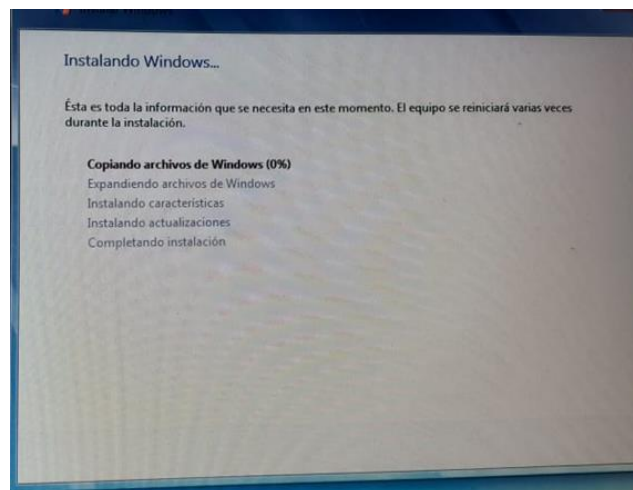 Instalando Windows...
Ésta es toda la información que se necesita en este momento. El equipo se reiniciará varias veces
durante la instalación.
Copiando archivos de Windows (0%)
Expandiendo archivos de Windows
Instalando características
Instalando actualizaciones
Completando instalación